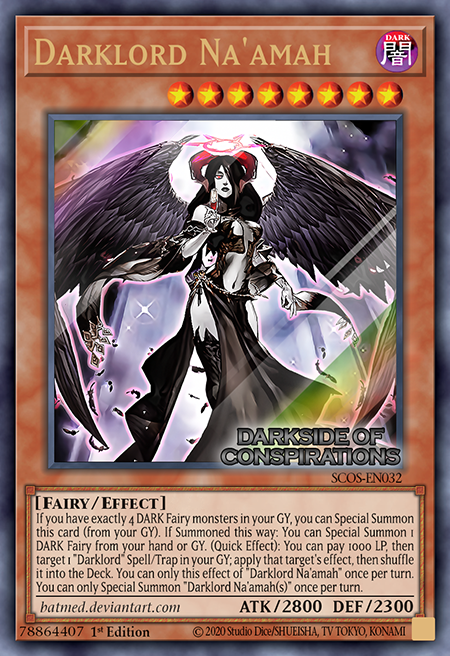 Darklord Na'amah
DARK
闇
DARKSIDE OF
CONSPIRATIONS
SCOS-EN032
[Fairy/Effect]
If you have exactly 4 DARK Fairy monsters in your GY, you can Special Summon
this card (from your GY). If Summoned this way: You can Special Summon 1
DARK Fairy from your hand or GY. (Quick Effect): You can pay 1000 LP, then
target 1 "Darklord" Spell/Trap in your GY; apply that target's effect, then shuffle
it into the Deck. You can only this effect of "Darklord Na'amah" once per turn.
You can only Special Summon "Darklord Na'amah(s)" once per turn.
batmed.deviantart.com ATK/2800 DEF/2300
78864407 1st Edition ©2020 Studio Dice/SHUEISHA, TV TOKYO, KONAMI